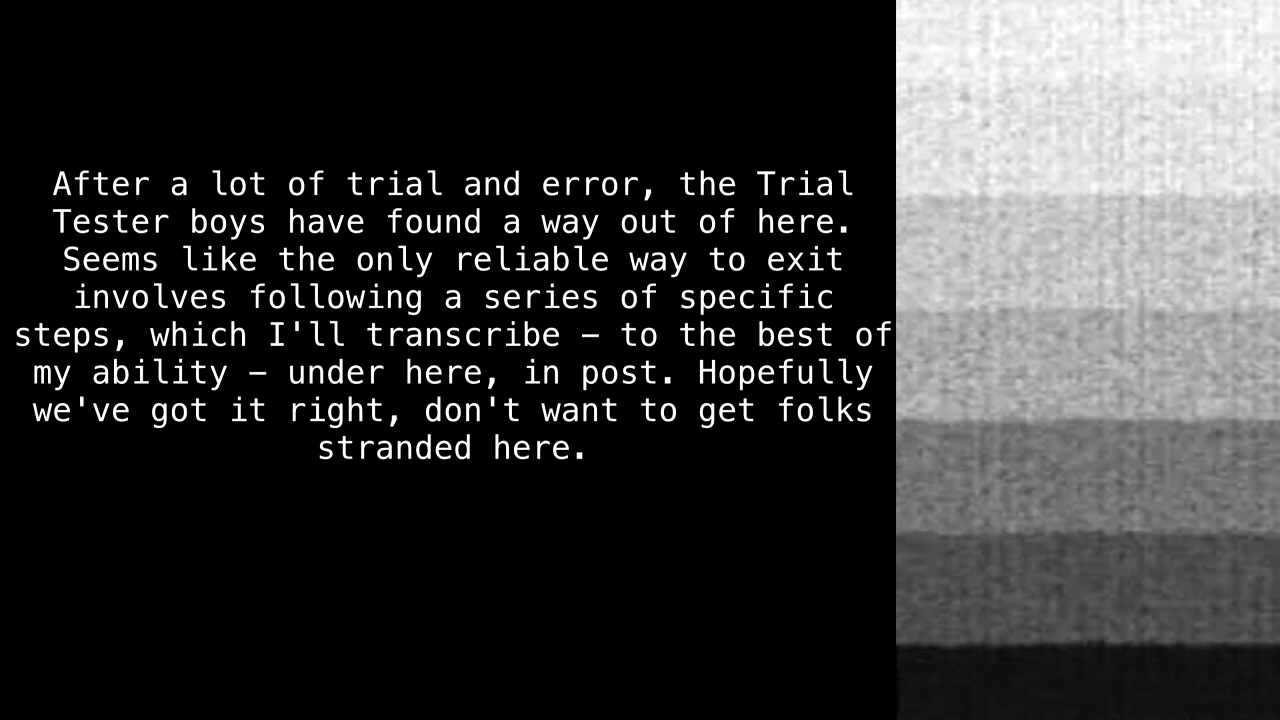 After a lot of trial and error, the Trial
Tester boys have found a way out of here.
Seems like the only reliable way to exit
involves following a series of specific
steps, which I'll transcribe – to the best of
my ability – under here, in post. Hopefully
we've got it right, don't want to get folks
stranded here.